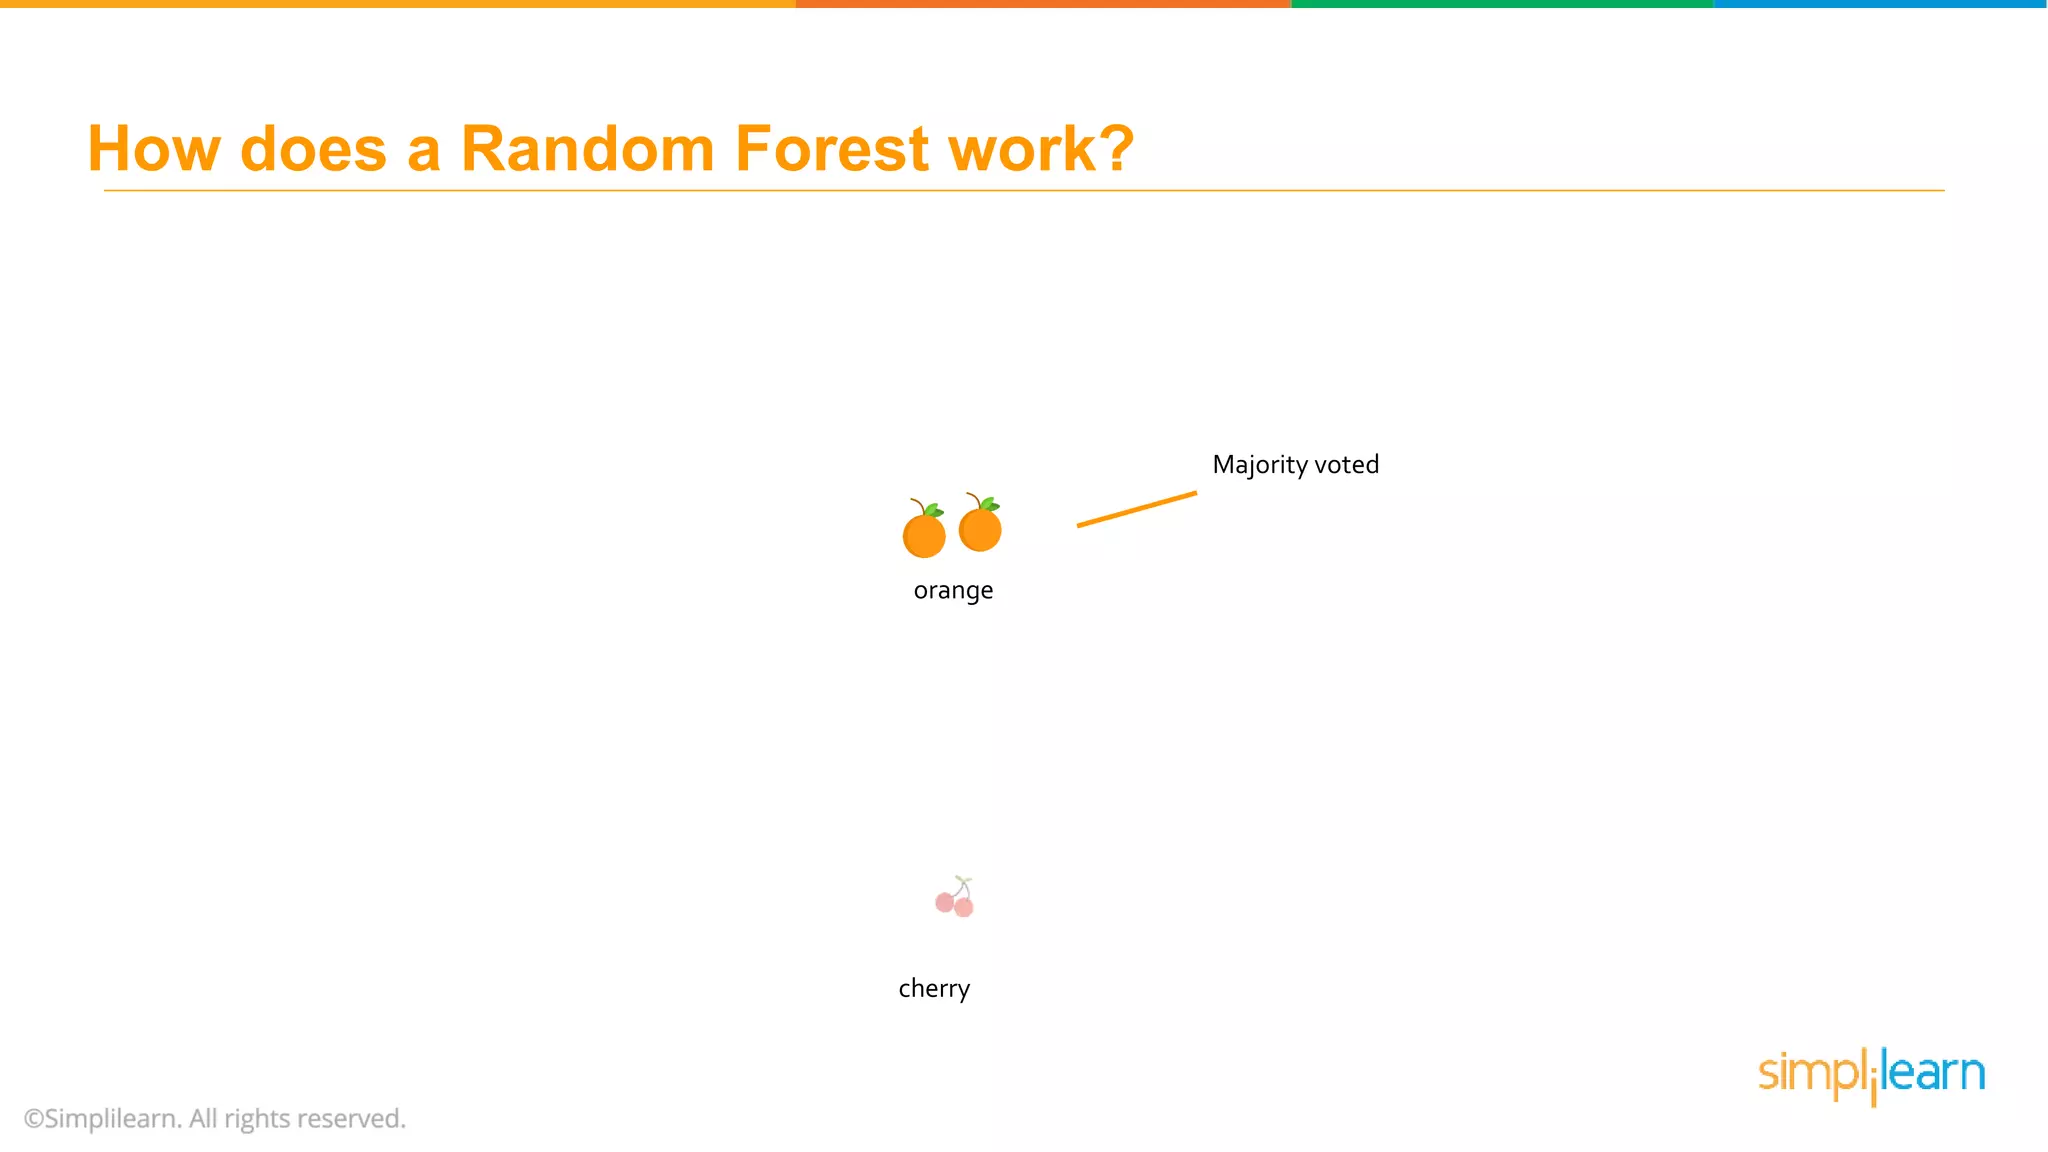 How does a Random Forest work?
Majority voted
orange
cherry
simplilearn
©Simplilearn. All rights reserved.